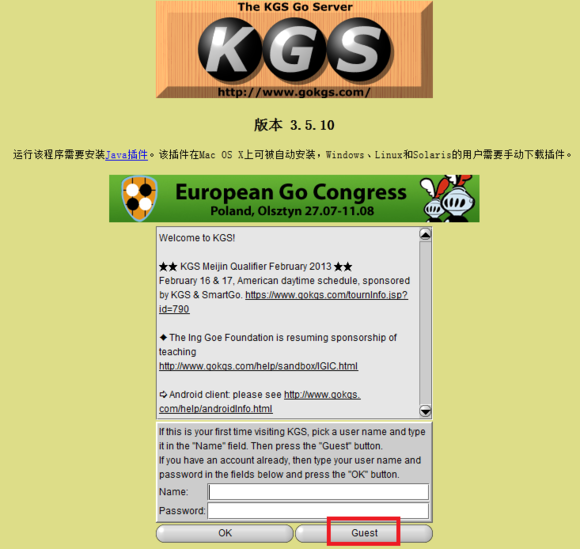 The KGS Go Server
KGS
http://www.gokgs.com/
版本 3.5.10
运行该程序需要安装Java插件。该插件在Mac OS X上可被自动安装，Windows、Linux和Solaris的用户需要手动下载插件。
European Go Congress
Poland, Olsztyn 27.07-11.08
Welcome to KGS!
★★ KGS Meijin Qualifier February 2013 ★★
February 16 & 17, American daytime schedule, sponsored
by KGS & SmartGo. https://www.gokgs.com/tournInfo.jsp?
id=790
✦ The Ing Goe Foundation is resuming sponsorship of
teaching
http://www.gokgs.com/help/sandbox/IGIC.html
➪ Android client: please see http://www.gokgs.
com/help/androidInfo.html
If this is your first time visiting KGS, pick a user name and type
it in the "Name" field. Then press the "Guest" button.
If you have an account already, then type your user name and
password in the fields below and press the "OK" button.
Name:
Password:
OK Guest